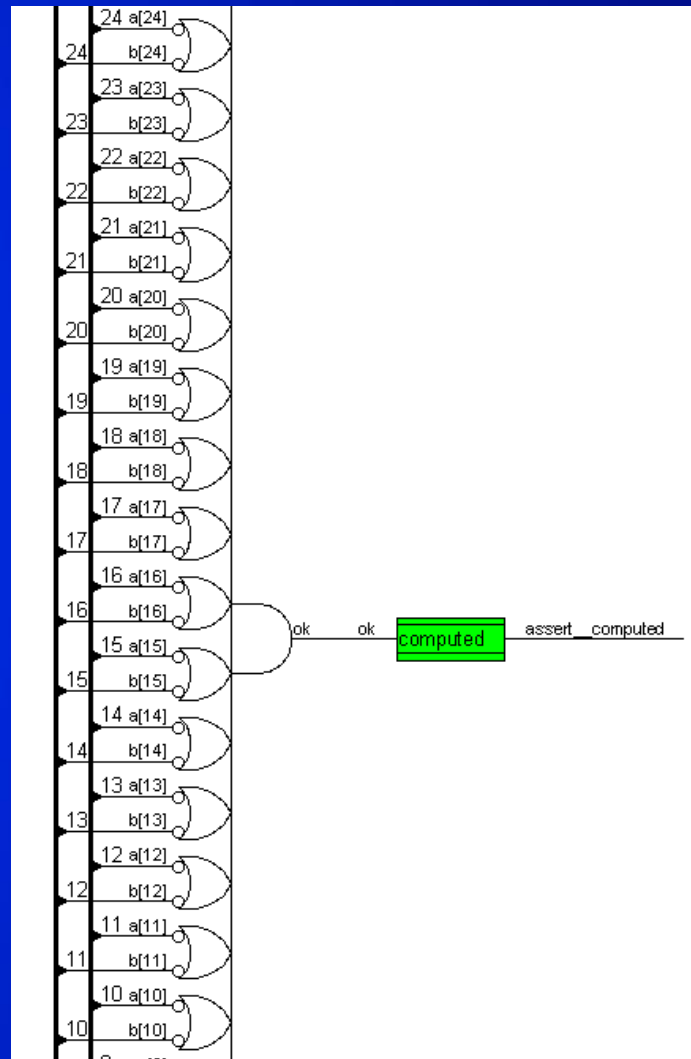 24 a[24]
24 b[24]
23 a[23]
23 b[23]
22 a[22]
22 b[22]
21 a[21]
21 b[21]
20 a[20]
20 b[20]
19 a[19]
19 b[19]
18 a[18]
18 b[18]
17 a[17]
17 b[17]
16 a[16]
16 b[16]
ok ok computed assert__computed
15 a[15]
15 b[15]
14 a[14]
14 b[14]
13 a[13]
13 b[13]
12 a[12]
12 b[12]
11 a[11]
11 b[11]
10 a[10]
10 b[10]